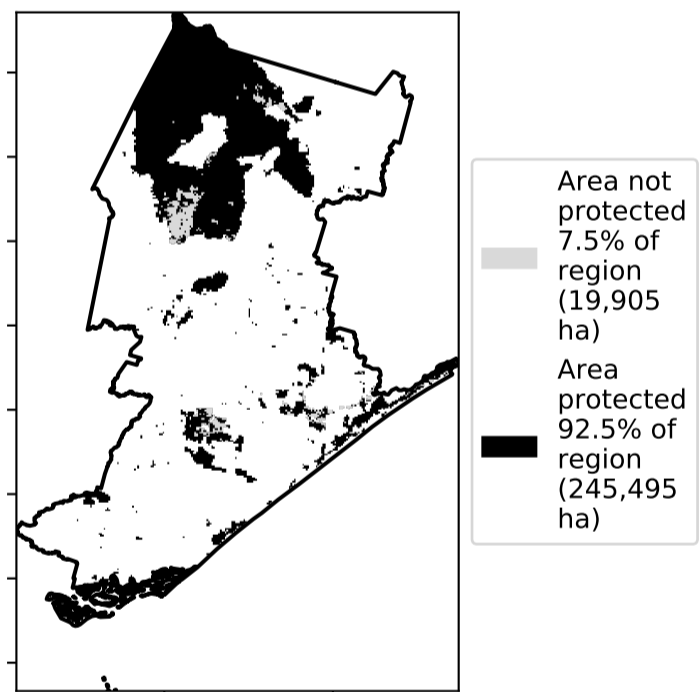 Area not
protected
7.5% of
region
(19,905
ha)
Area
protected
92.5% of
region
(245,495
ha)